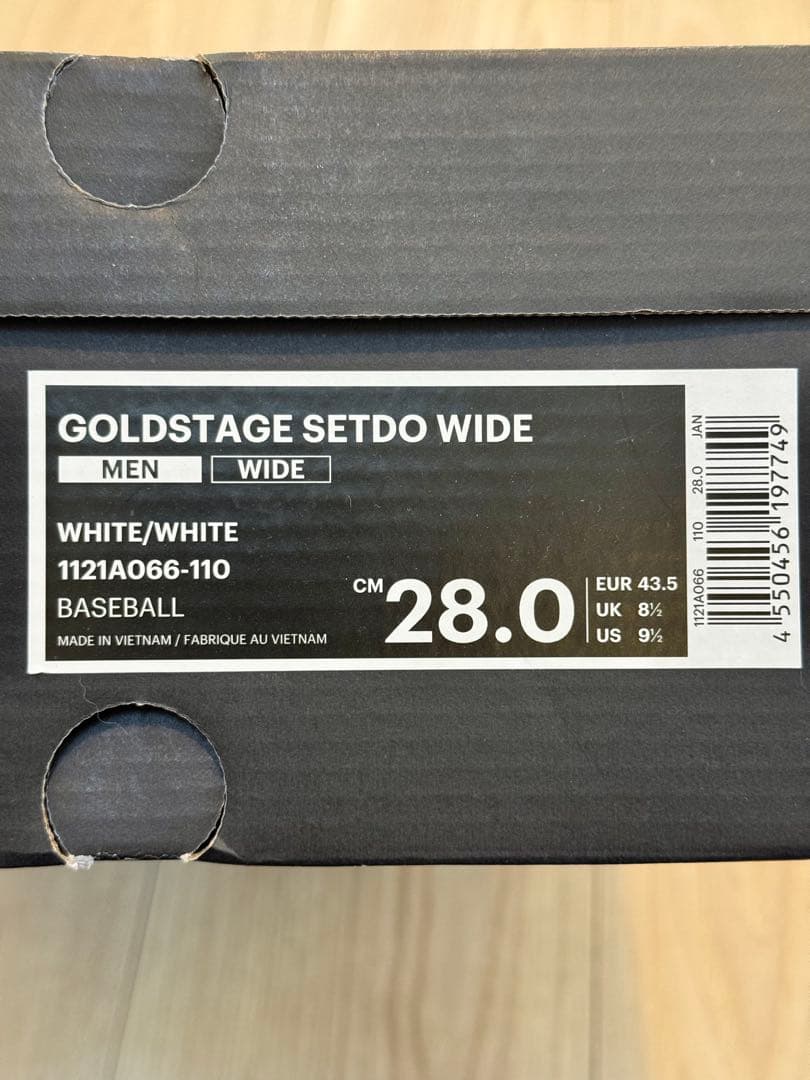 GOLDSTAGE SETDO WIDE
MEN WIDE
WHITE/WHITE
1121A066-110
BASEBALL
MADE IN VIETNAM / FABRIQUE AU VIETNAM
CM 28.0
EUR 43.5
UK 8½
US 9½
1121A066 110 28.0 JAN
4 550456 197749